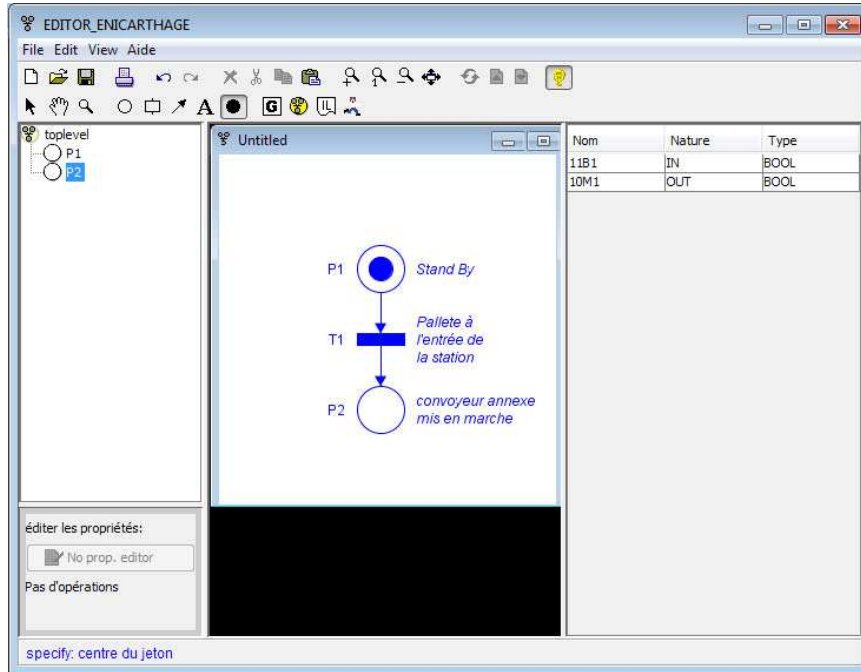 EDITOR_ENICARTHAGE
File Edit View Aide
A G IL
toplevel
P1
P2
Untitled
P1 Stand By
T1 Pallete à
l'entrée de
la station
P2 convoyeur annexe
mis en marche
Nom Nature Type
11B1 IN BOOL
10M1 OUT BOOL
éditer les propriétés:
No prop. editor
Pas d'opérations
specify: centre du jeton